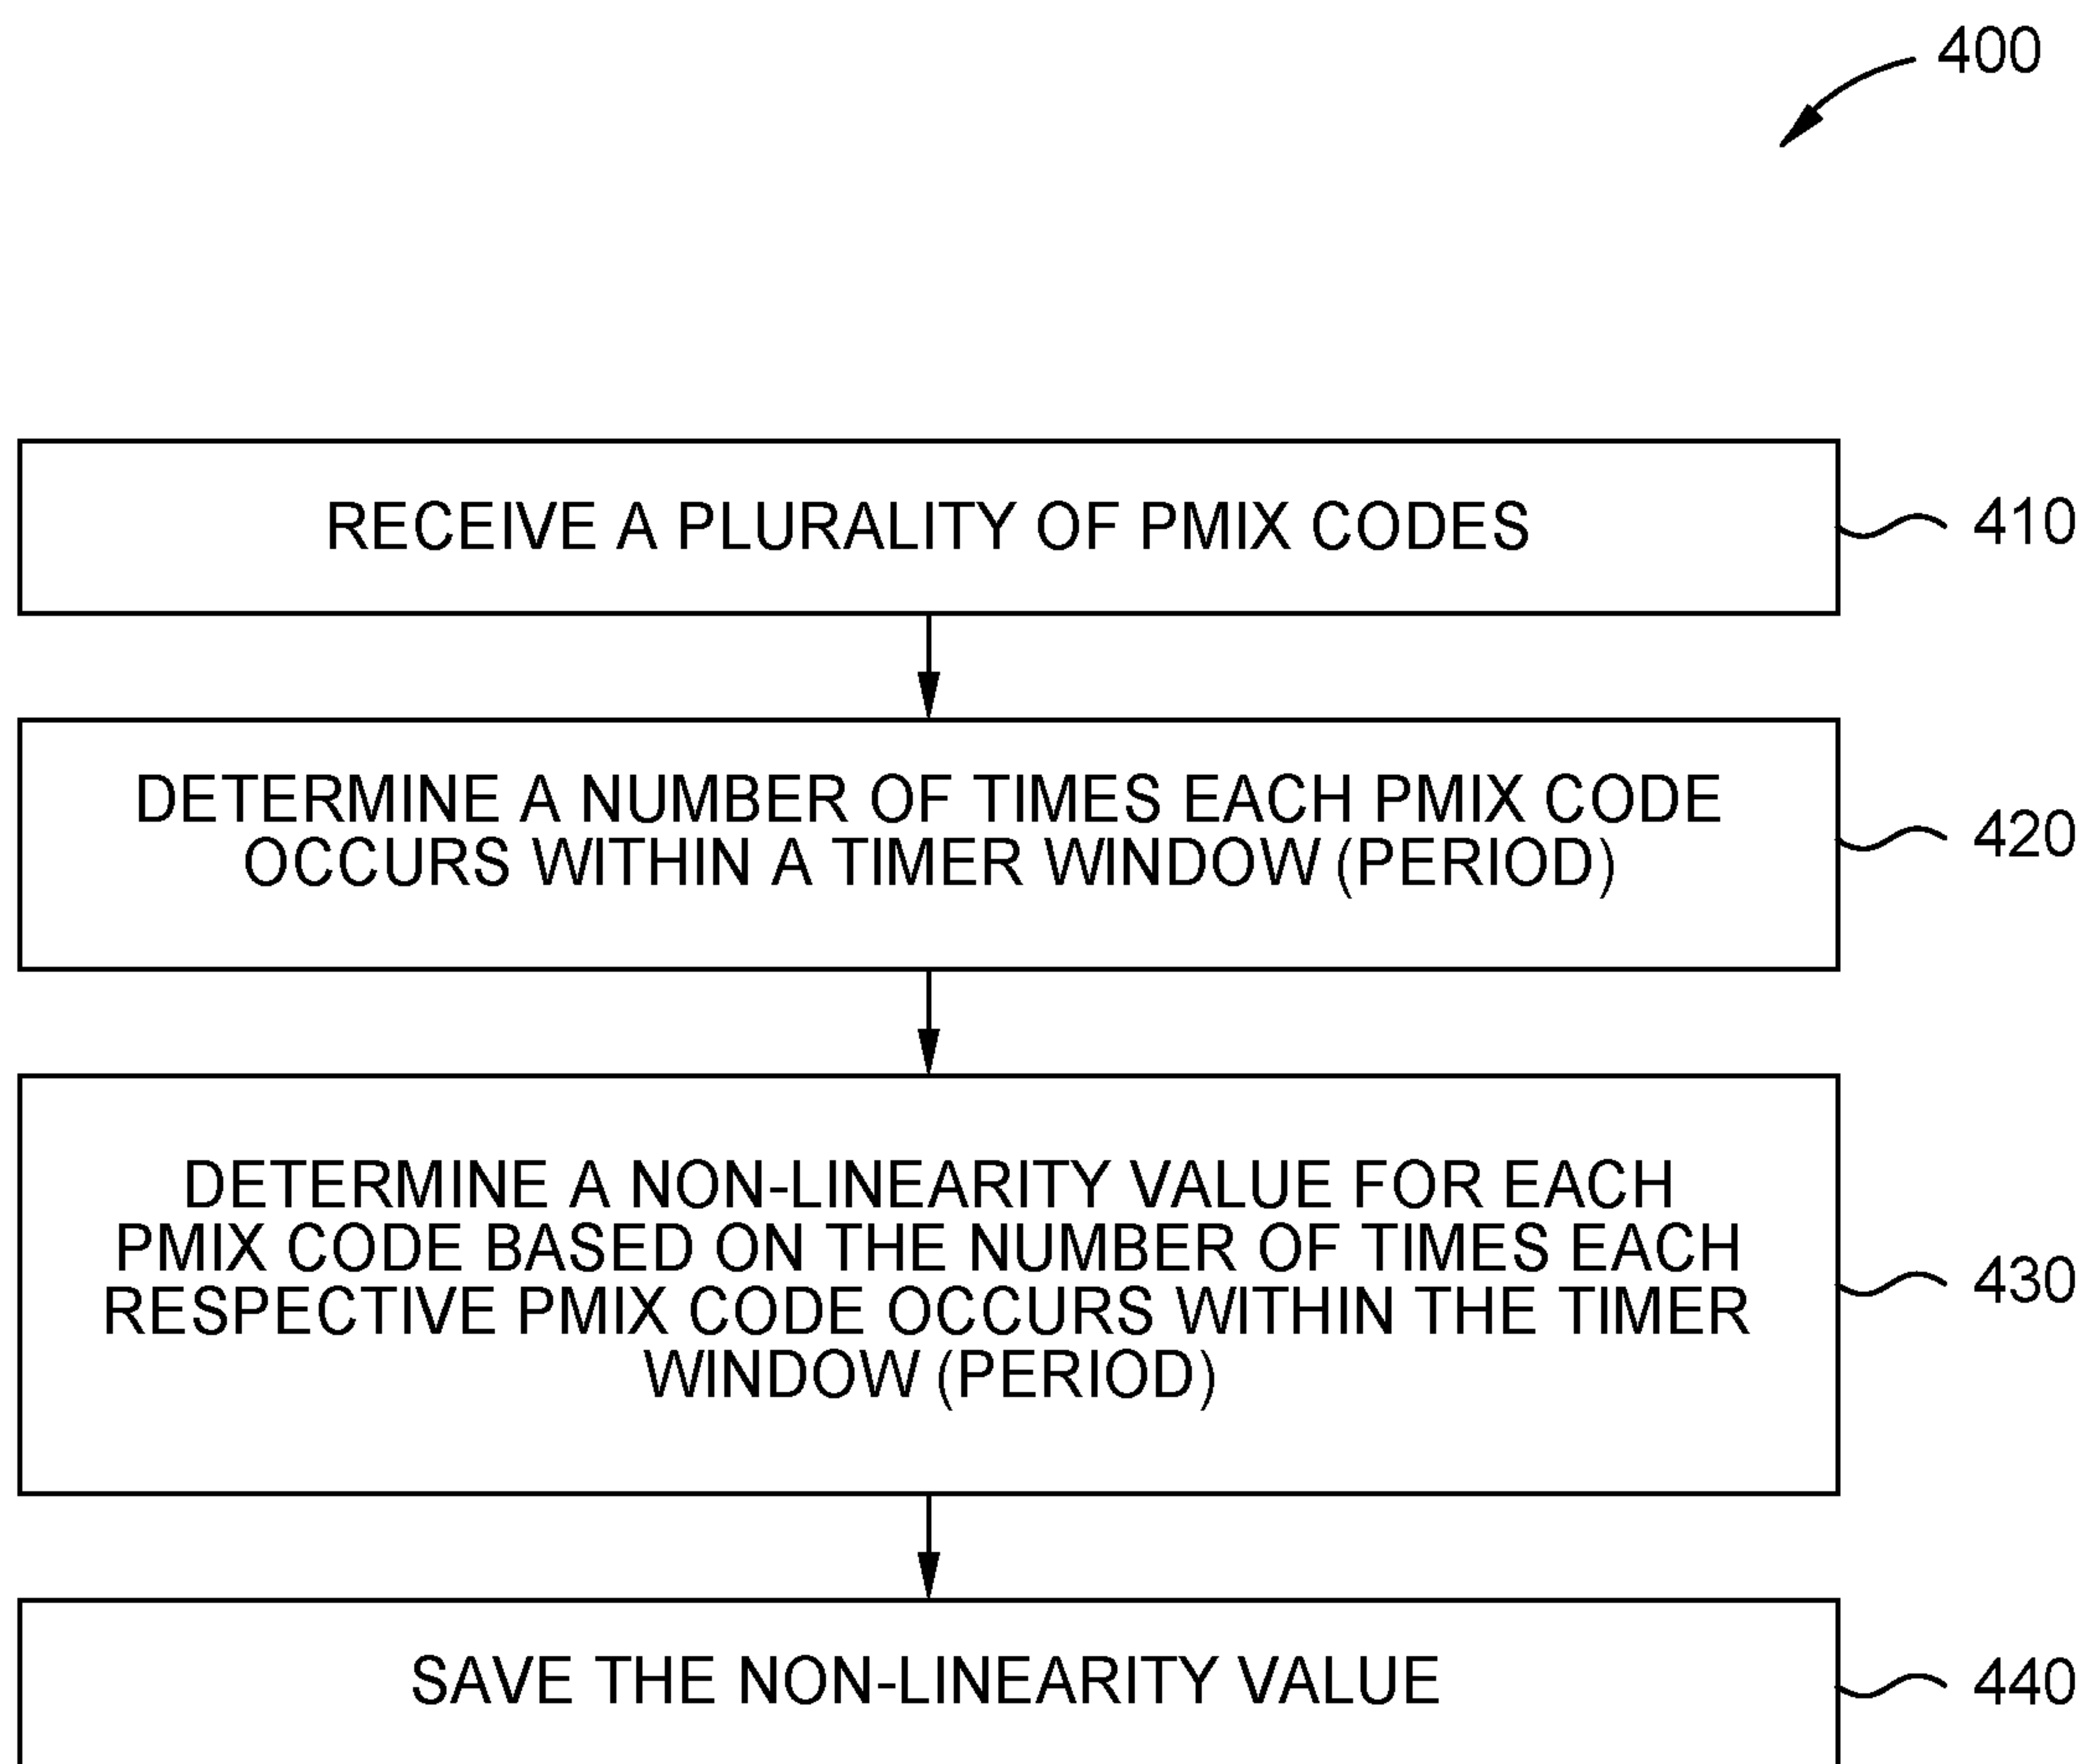 400
RECEIVE A PLURALITY OF PMIX CODES
410
DETERMINE A NUMBER OF TIMES EACH PMIX CODE
OCCURS WITHIN A TIMER WINDOW (PERIOD)
420
DETERMINE A NON-LINEARITY VALUE FOR EACH
PMIX CODE BASED ON THE NUMBER OF TIMES EACH
RESPECTIVE PMIX CODE OCCURS WITHIN THE TIMER
WINDOW (PERIOD)
430
SAVE THE NON-LINEARITY VALUE
440